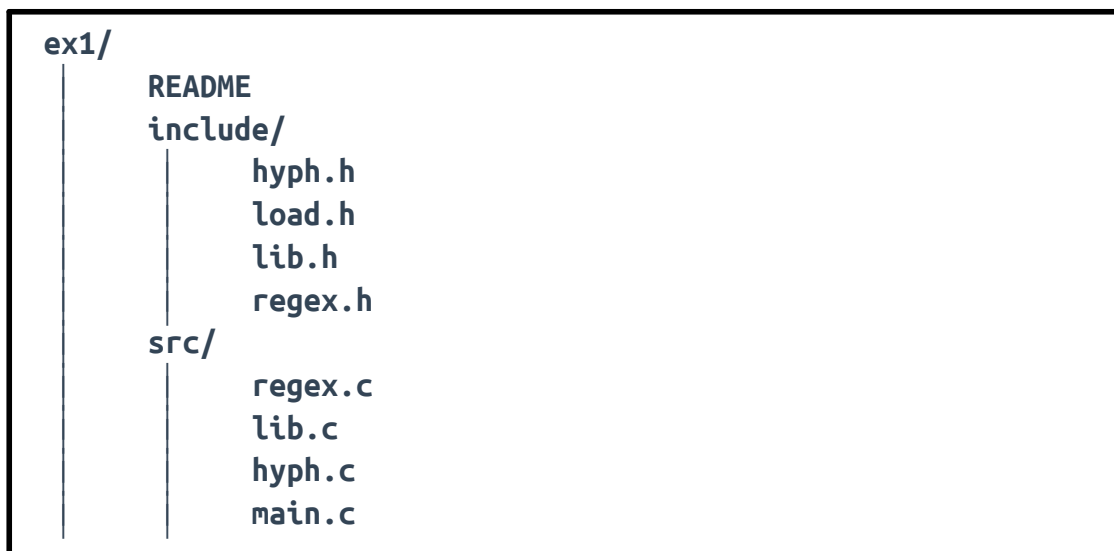 ex1/
README
include/
hyph.h
load.h
lib.h
regex.h
src/
regex.c
lib.c
hyph.c
main.c